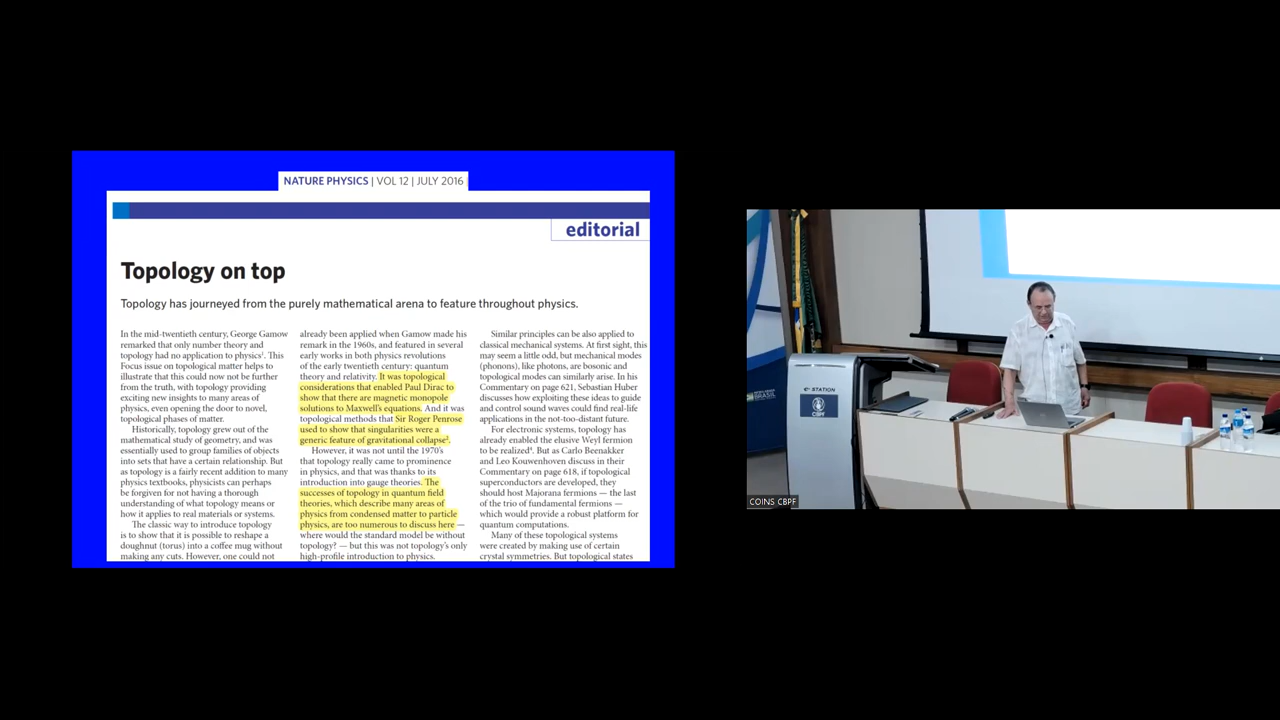 NATURE PHYSICS | VOL 12 | JULY 2016
editorial
Topology on top
Topology has journeyed from the purely mathematical arena to feature throughout physics.
In the mid-twentieth century, George Gamow
remarked that only number theory and
topology had no application to physics¹. This
Focus issue on topological matter helps to
illustrate that this could now not be further
from the truth, with topology providing
exciting new insights to many areas of
physics, even opening the door to novel,
topological phases of matter.
Historically, topology grew out of the
mathematical study of geometry, and was
essentially used to group families of objects
into sets that have a certain relationship. But
as topology is a fairly recent addition to many
physics textbooks, physicists can perhaps
be forgiven for not having a thorough
understanding of what topology means or
how it applies to real materials or systems.
The classic way to introduce topology
is to show that it is possible to reshape a
doughnut (torus) into a coffee mug without
making any cuts. However, one could not
already been applied when Gamow made his
remark in the 1960s, and featured in several
early works in both physics revolutions
of the early twentieth century: quantum
theory and relativity. It was topological
considerations that enabled Paul Dirac to
show that there are magnetic monopole
solutions to Maxwell's equations. And it was
topological methods that Sir Roger Penrose
used to show that singularities were a
generic feature of gravitational collapse².
However, it was not until the 1970's
that topology really came to prominence
in physics, and that was thanks to its
introduction into gauge theories. The
successes of topology in quantum field
theories, which describe many areas of
physics from condensed matter to particle
physics, are too numerous to discuss here —
where would the standard model be without
topology? — but this was not topology's only
high-profile introduction to physics.
Similar principles can be also applied to
classical mechanical systems. At first sight, this
may seem a little odd, but mechanical modes
(phonons), like photons, are bosonic and
topological modes can similarly arise. In his
Commentary on page 621, Sebastian Huber
discusses how exploiting these ideas to guide
and control sound waves could find real-life
applications in the not-too-distant future.
For electronic systems, topology has
already enabled the elusive Weyl fermion
to be realized⁴. But as Carlo Beenakker
and Leo Kouwenhoven discuss in their
Commentary on page 618, if topological
superconductors are developed, they
should host Majorana fermions — the last
of the trio of fundamental fermions —
which would provide a robust platform for
quantum computations.
Many of these topological systems
were created by making use of certain
crystal symmetries. But topological states
STATION
CBPF
BRASIL
COINS CBPF